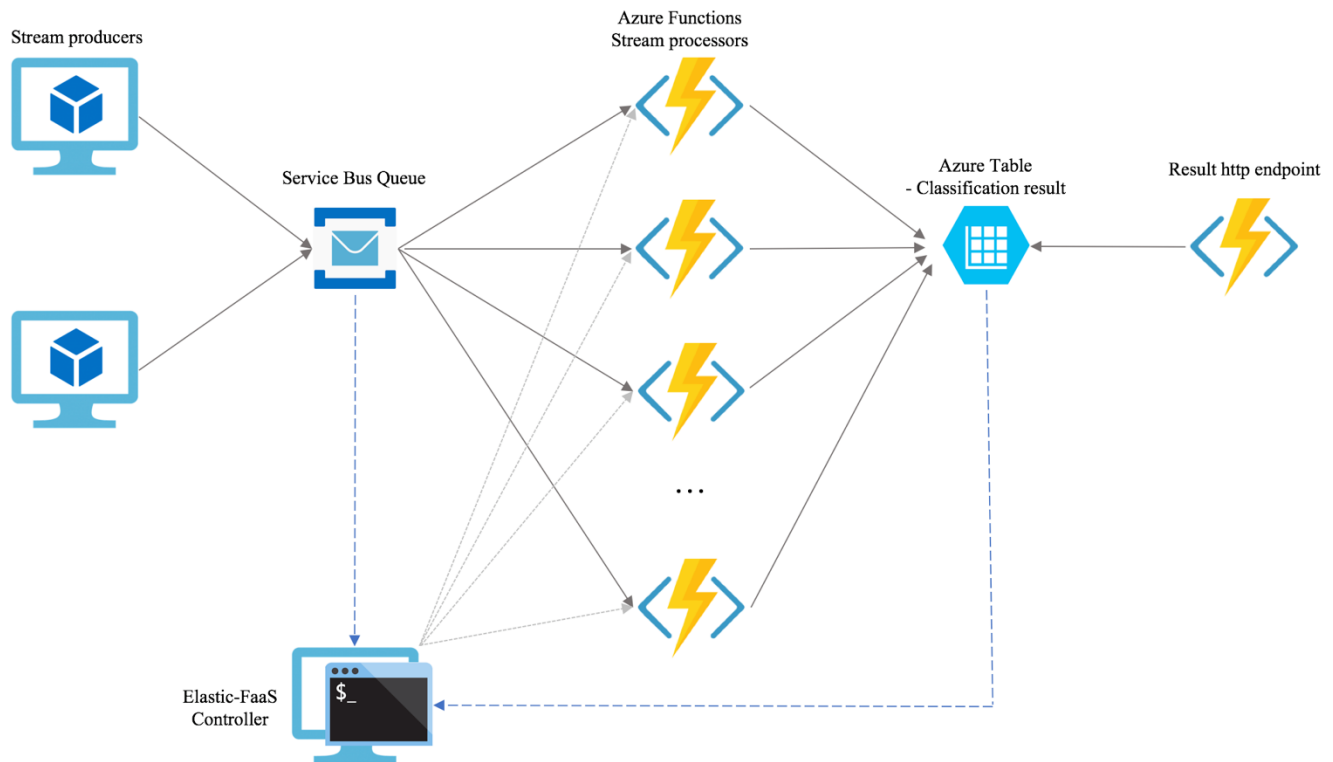 Stream producers
Azure Functions
Stream processors
Service Bus Queue
Azure Table
- Classification result
Result http endpoint
...
Elastic-FaaS
Controller
$_